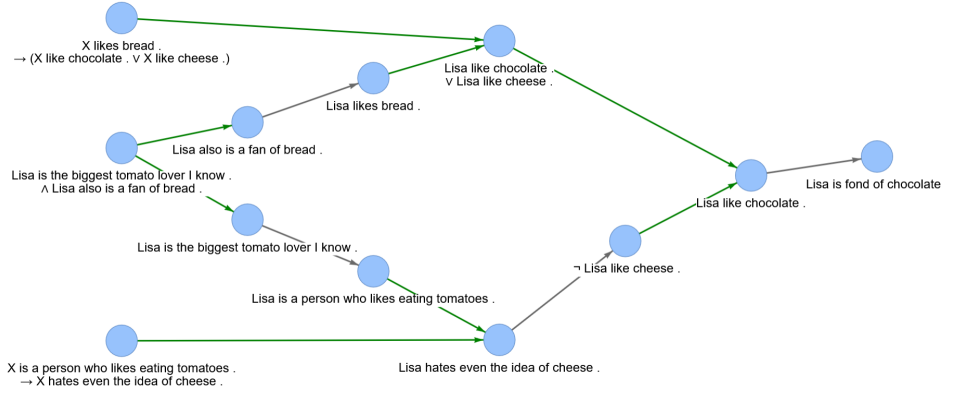 X likes bread .
→ (X like chocolate . ∨ X like cheese .)
Lisa like chocolate .
∨ Lisa like cheese .
Lisa likes bread .
Lisa also is a fan of bread .
Lisa is the biggest tomato lover I know .
∧ Lisa also is a fan of bread .
Lisa is fond of chocolate
Lisa like chocolate .
Lisa is the biggest tomato lover I know .
¬ Lisa like cheese .
Lisa is a person who likes eating tomatoes .
X is a person who likes eating tomatoes .
→ X hates even the idea of cheese .
Lisa hates even the idea of cheese .